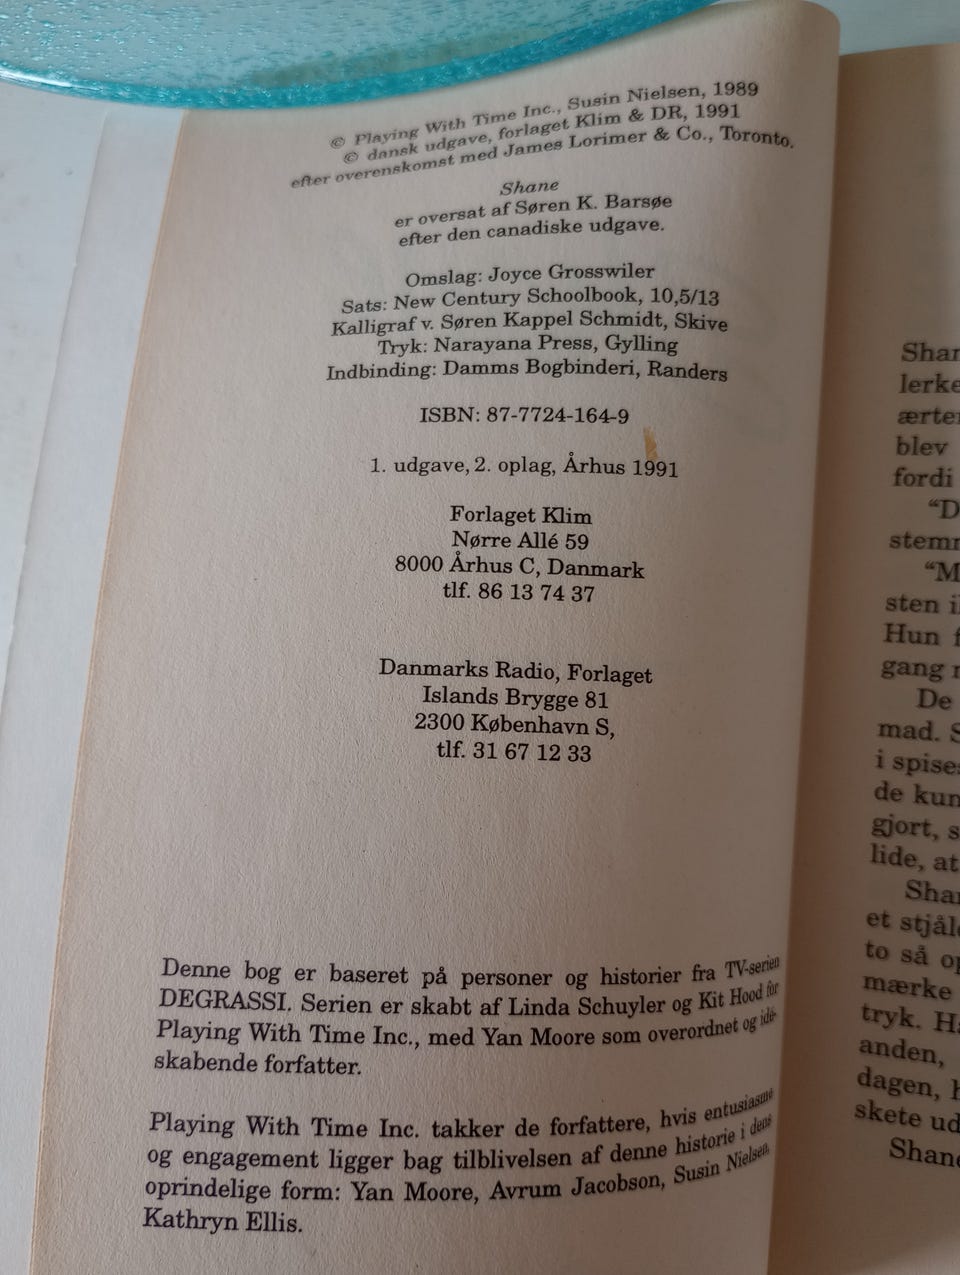 © Playing With Time Inc., Susin Nielsen, 1989
© dansk udgave, forlaget Klim & DR, 1991
efter overenskomst med James Lorimer & Co., Toronto.
Shane
er oversat af Søren K. Barsøe
efter den canadiske udgave.
Omslag: Joyce Grosswiler
Sats: New Century Schoolbook, 10,5/13
Kalligraf v. Søren Kappel Schmidt, Skive
Tryk: Narayana Press, Gylling
Indbinding: Damms Bogbinderi, Randers
ISBN: 87-7724-164-9
1. udgave, 2. oplag, Århus 1991
Forlaget Klim
Nørre Allé 59
8000 Århus C, Danmark
tlf. 86 13 74 37
Danmarks Radio, Forlaget
Islands Brygge 81
2300 København S,
tlf. 31 67 12 33
Denne bog er baseret på personer og historier fra TV-serien
DEGRASSI. Serien er skabt af Linda Schuyler og Kit Hood for
Playing With Time Inc., med Yan Moore som overordnet og idé-
skabende forfatter.
Playing With Time Inc. takker de forfattere, hvis entusiasme
og engagement ligger bag tilblivelsen af denne historie i dens
oprindelige form: Yan Moore, Avrum Jacobson, Susin Nielsen,
Kathryn Ellis.
Shan
lerke
ærter
blev
fordi
“D
stemn
“M
sten i
Hun f
gang
De
mad. S
i spise
de kun
gjort, s
lide, at
Shan
et stjål
to så op
mærke
tryk. Ha
anden,
dagen, h
skete ud
Shane